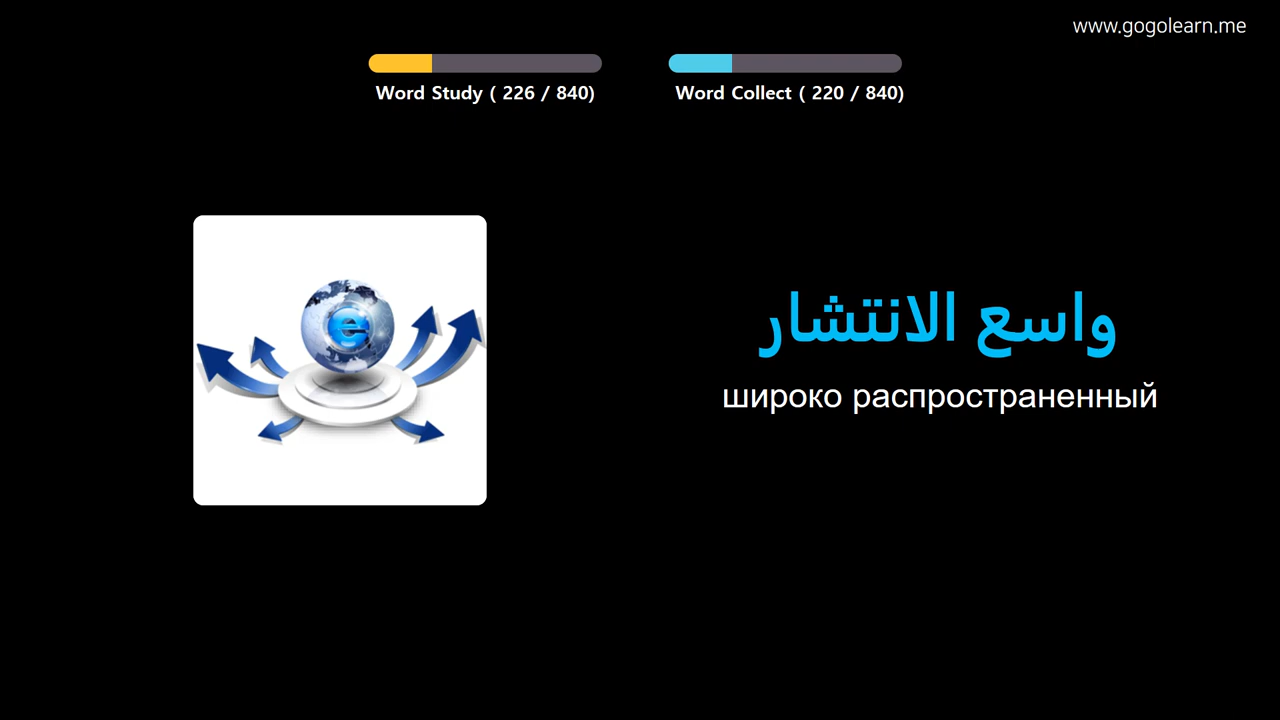 www.gogolearn.me
Word Study ( 226 / 840)
Word Collect ( 220 / 840)
e
واسع الانتشار
широко распространенный